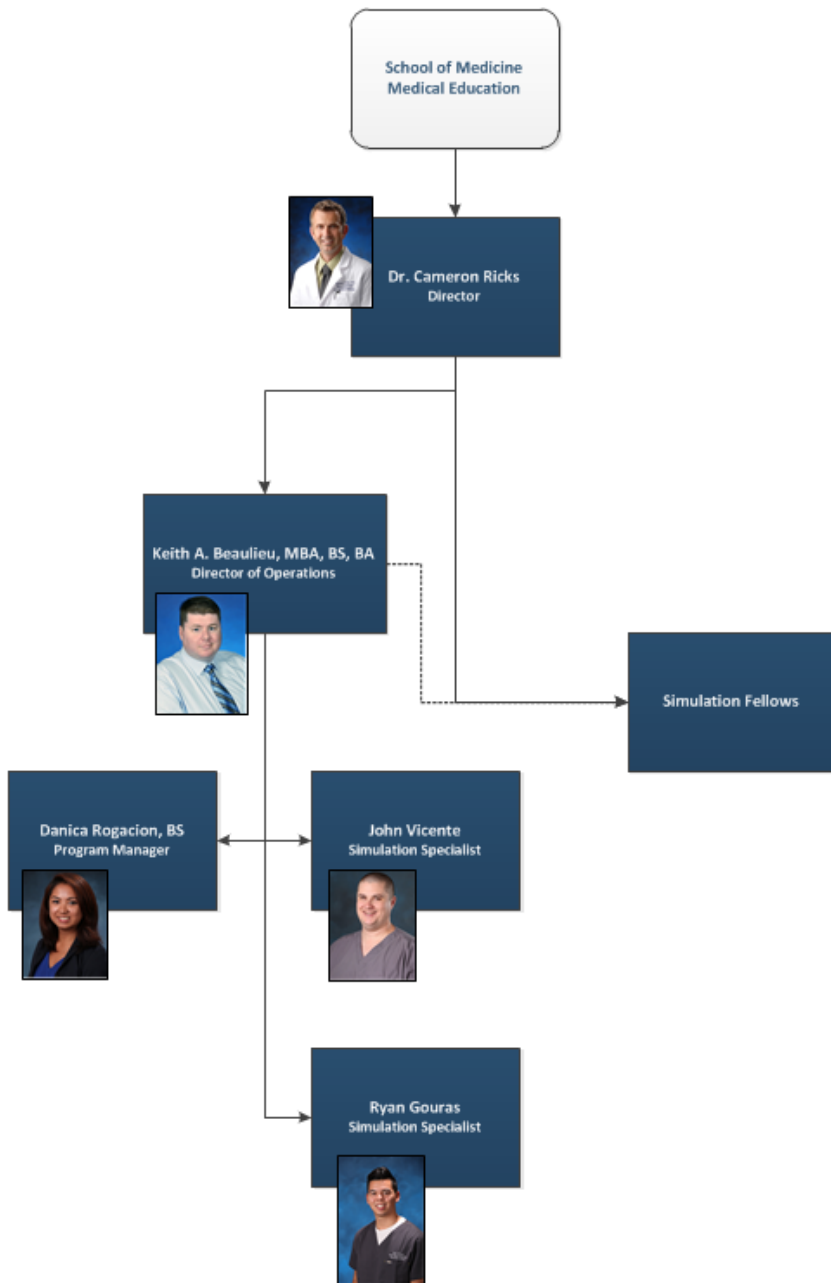 School of Medicine
Medical Education
Dr. Cameron Ricks
Director
Keith A. Beaulieu, MBA, BS, BA
Director of Operations
Simulation Fellows
Danica Rogacion, BS
Program Manager
John Vicente
Simulation Specialist
Ryan Gouras
Simulation Specialist